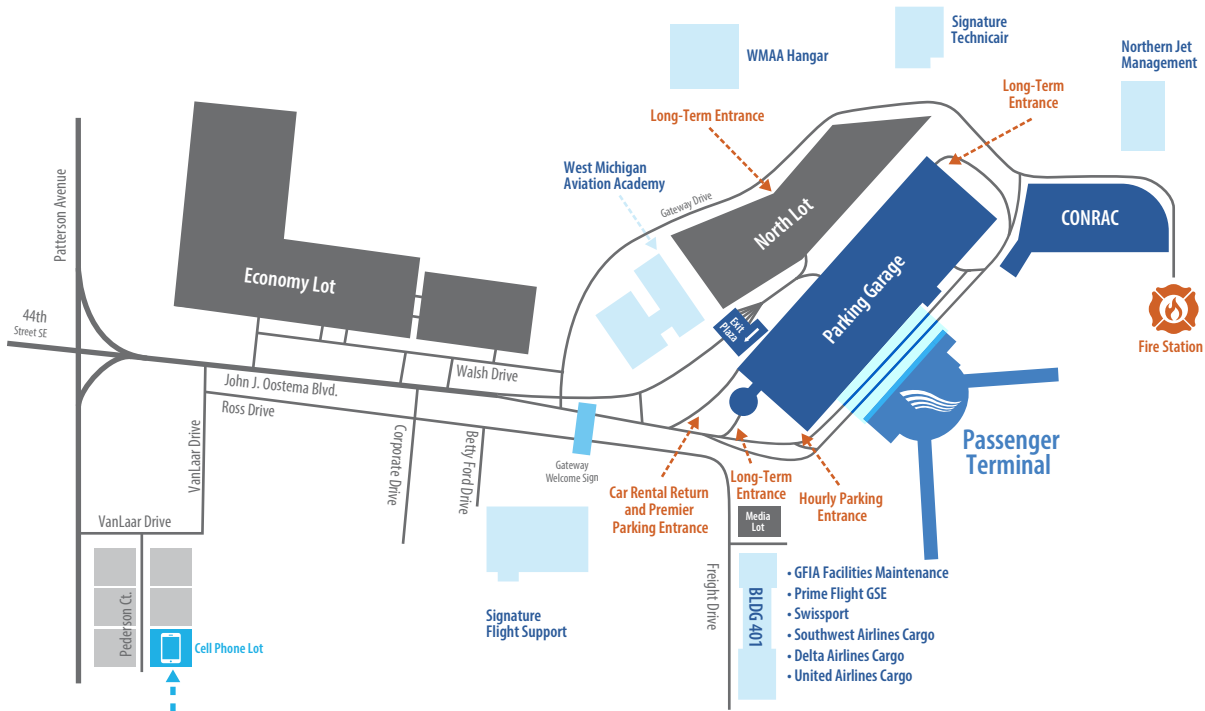 Signature
Technicair
WMAA Hangar
Northern Jet
Management
Long-Term
Entrance
Long-Term Entrance
West Michigan
Aviation Academy
Patterson Avenue
Gateway Drive
North Lot
CONRAC
Economy Lot
Parking Garage
44th
Street SE
Exit
Plaza
Fire Station
Walsh Drive
John J. Oostema Blvd.
Ross Drive
VanLaar Drive
Corporate Drive
Betty Ford Drive
Gateway
Welcome Sign
Passenger
Terminal
Long-Term
Entrance
Car Rental Return
and Premier
Parking Entrance
Hourly Parking
Entrance
VanLaar Drive
Media
Lot
Freight Drive
BLDG 401
• GFIA Facilities Maintenance
• Prime Flight GSE
• Swissport
• Southwest Airlines Cargo
• Delta Airlines Cargo
• United Airlines Cargo
Signature
Flight Support
Pederson Ct.
Cell Phone Lot